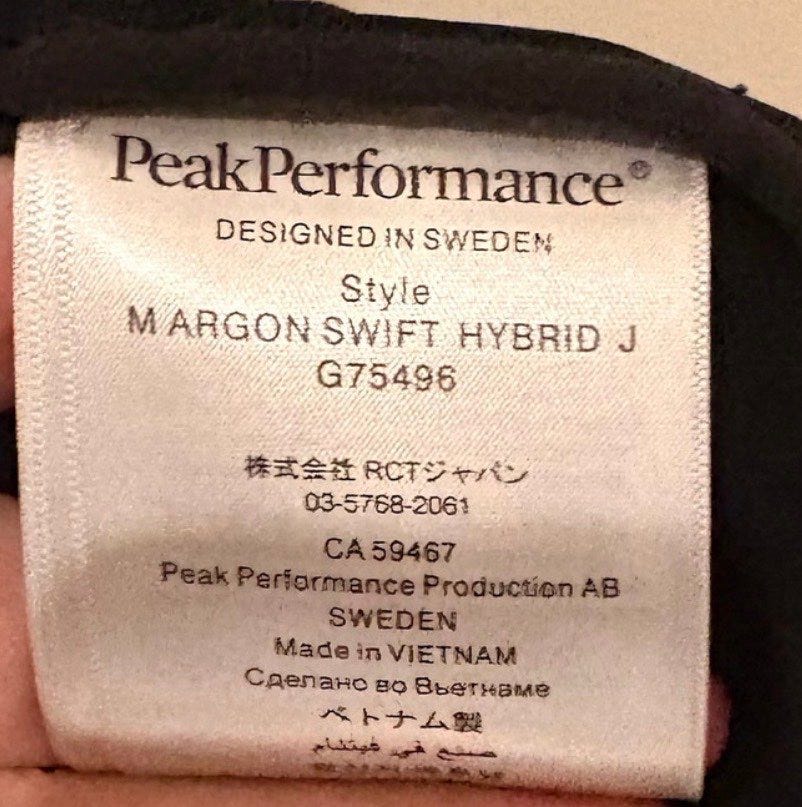 PeakPerformance®
DESIGNED IN SWEDEN
Style
M ARGON SWIFT HYBRID J
G75496
株式会社 RCTジャパン
03-5768-2061
CA 59467
Peak Performance Production AB
SWEDEN
Made in VIETNAM
Сделано во Вьетнаме
ベトナム製
صنع في فيتنام